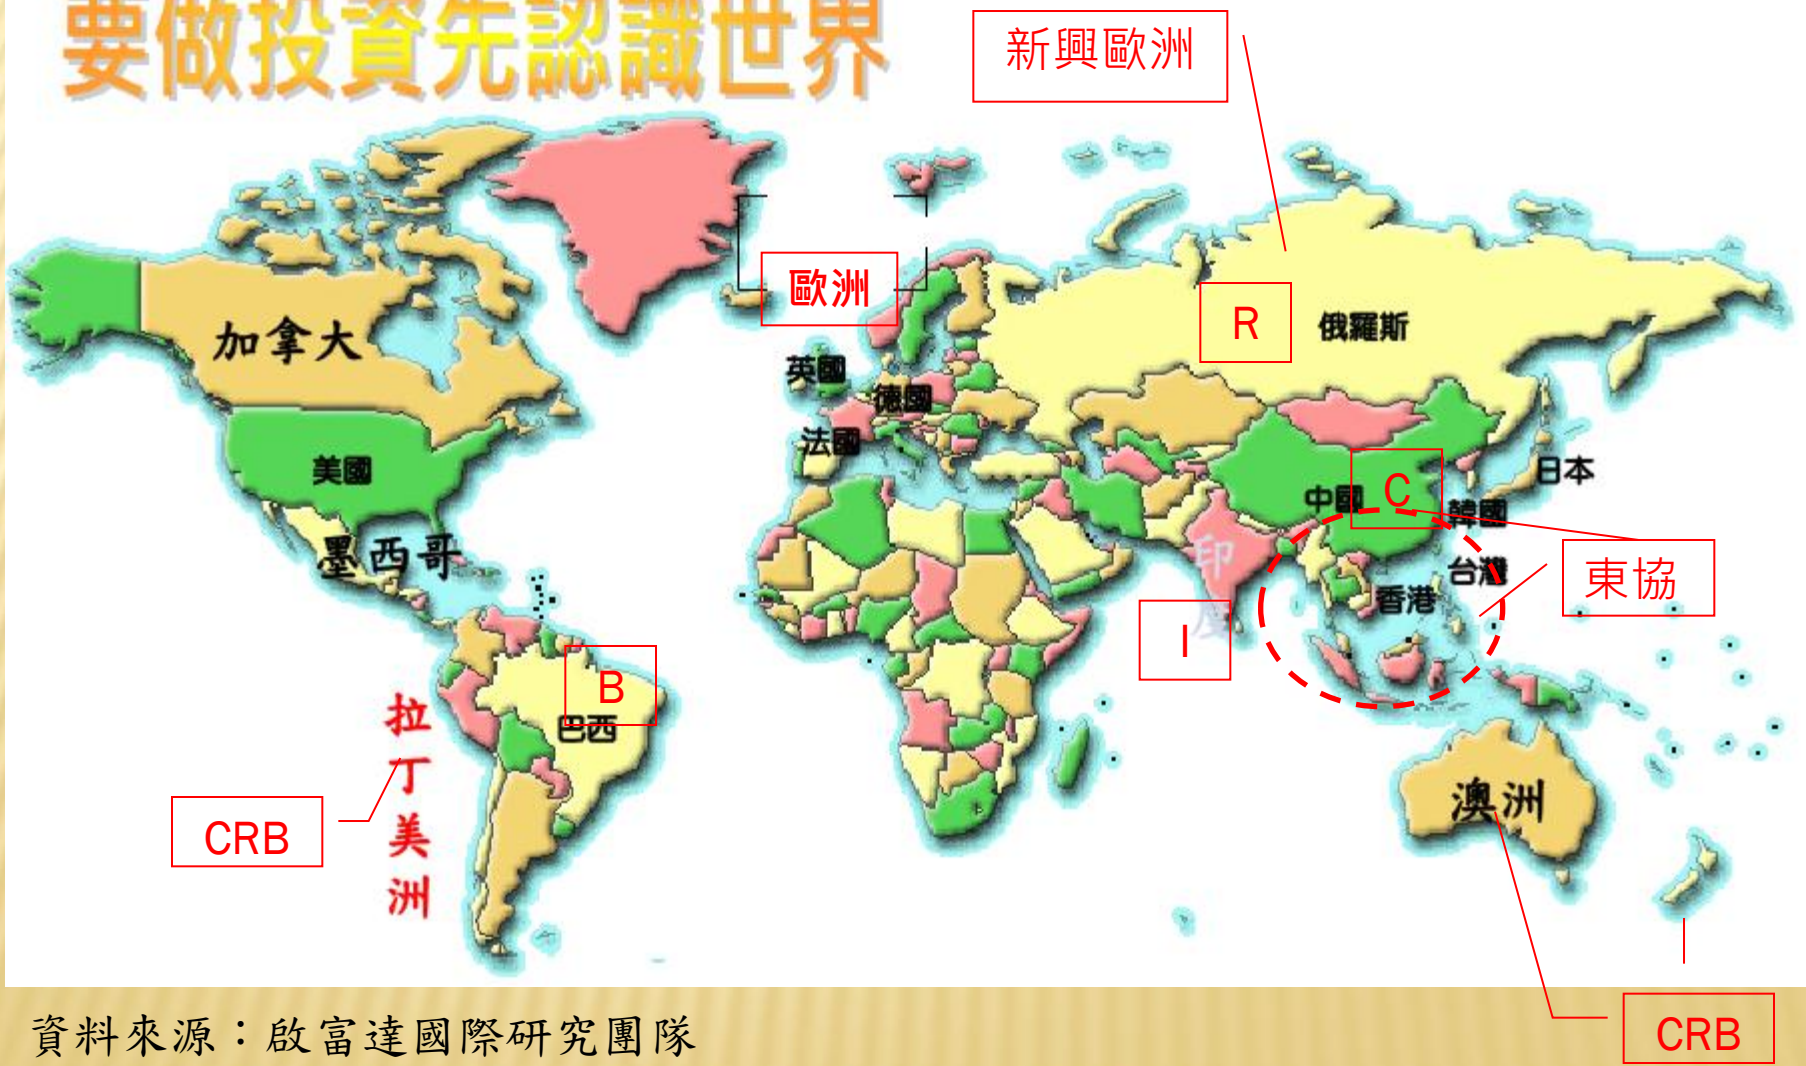 要做投資先認識世界
新興歐洲
歐洲
R
俄羅斯
加拿大
英國
德國
法國
美國
日本
中國
C
韓國
墨西哥
印度
台灣
東協
香港
I
B
巴西
拉丁美洲
CRB
澳洲
CRB
資料來源：啟富達國際研究團隊